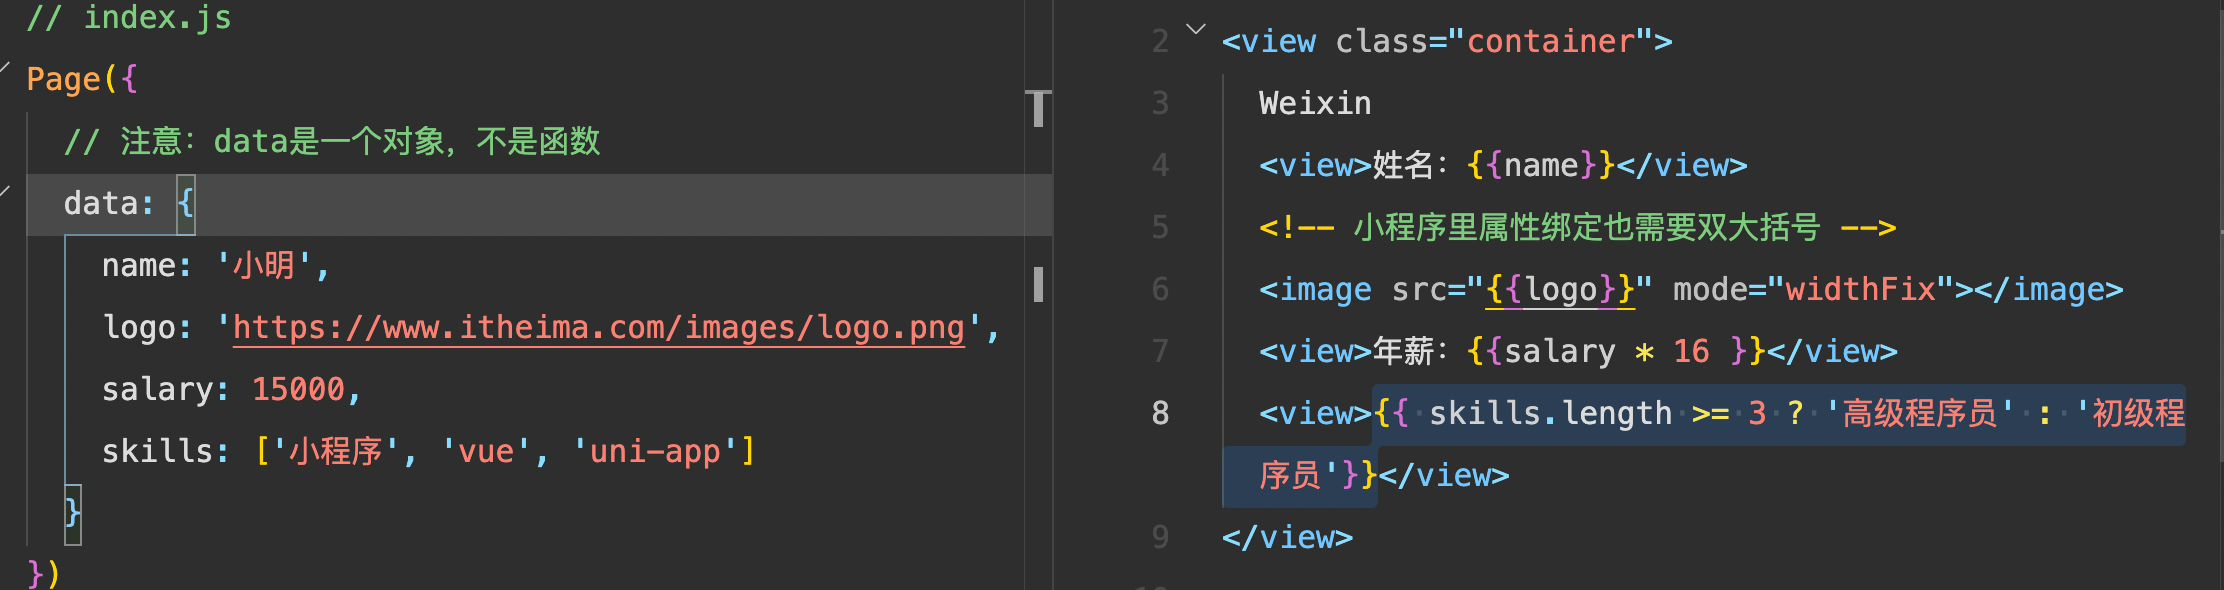 // index.js
Page({
// 注意：data是一个对象，不是函数
data: {
name: '小明',
logo: 'https://www.itheima.com/images/logo.png',
salary: 15000,
skills: ['小程序', 'vue', 'uni-app']
}
})
2 <view class="container">
3 Weixin
4 <view>姓名：{{name}}</view>
5 <!-- 小程序里属性绑定也需要双大括号 -->
6 <image src="{{logo}}" mode="widthFix"></image>
7 <view>年薪：{{salary * 16 }}</view>
8 <view>{{ skills.length >= 3 ? '高级程序员' : '初级程
序员'}}</view>
9 </view>